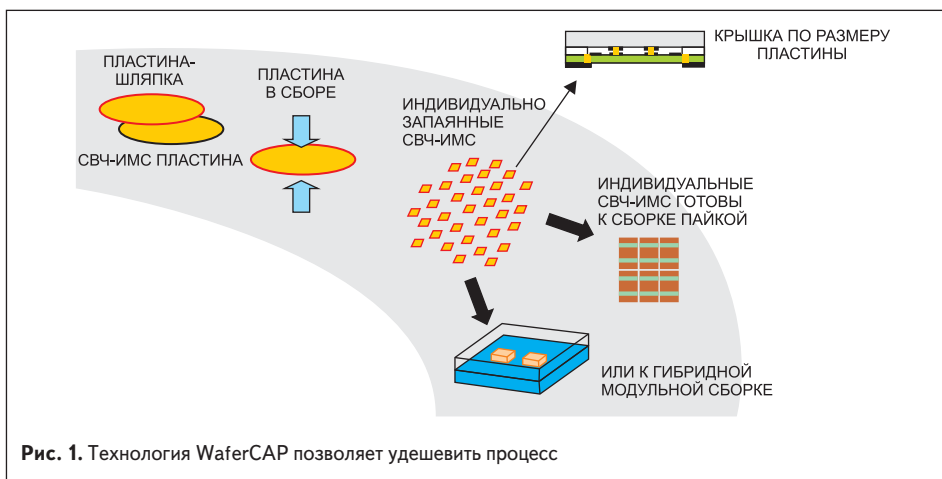 КРЫШКА ПО РАЗМЕРУ
ПЛАСТИНЫ
ПЛАСТИНА-
ШЛЯПКА
ПЛАСТИНА
В СБОРЕ
СВЧ-ИМС ПЛАСТИНА
ИНДИВИДУАЛЬНО
ЗАПАЯННЫЕ
СВЧ-ИМС
ИНДИВИДУАЛЬНЫЕ
СВЧ-ИМС ГОТОВЫ
К СБОРКЕ ПАЙКОЙ
ИЛИ К ГИБРИДНОЙ
МОДУЛЬНОЙ СБОРКЕ
Рис. 1. Технология WaferCAP позволяет удешевить процесс